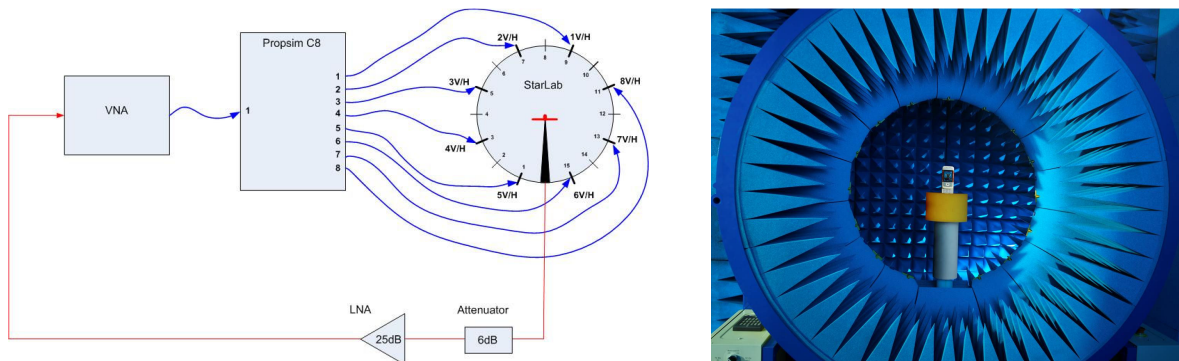 Propsim C8
VNA
1
1
2
3
4
5
6
7
8
StarLab
1V/H
2V/H
3V/H
4V/H
5V/H
6V/H
7V/H
8V/H
1
2
3
4
5
6
7
8
9
10
11
12
13
14
15
LNA
25dB
Attenuator
6dB